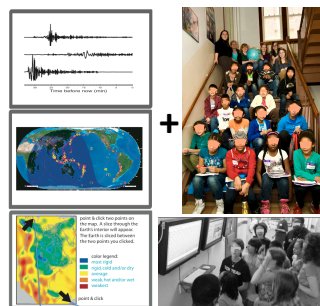 Time before now (min)
+
point & click two points on
the map. A slice through the
Earth's interior will appear.
The Earth is sliced between
the two points you clicked.
color legend:
most rigid
rigid, cold and/or dry
average
weak, hot and/or wet
weakest
point & click